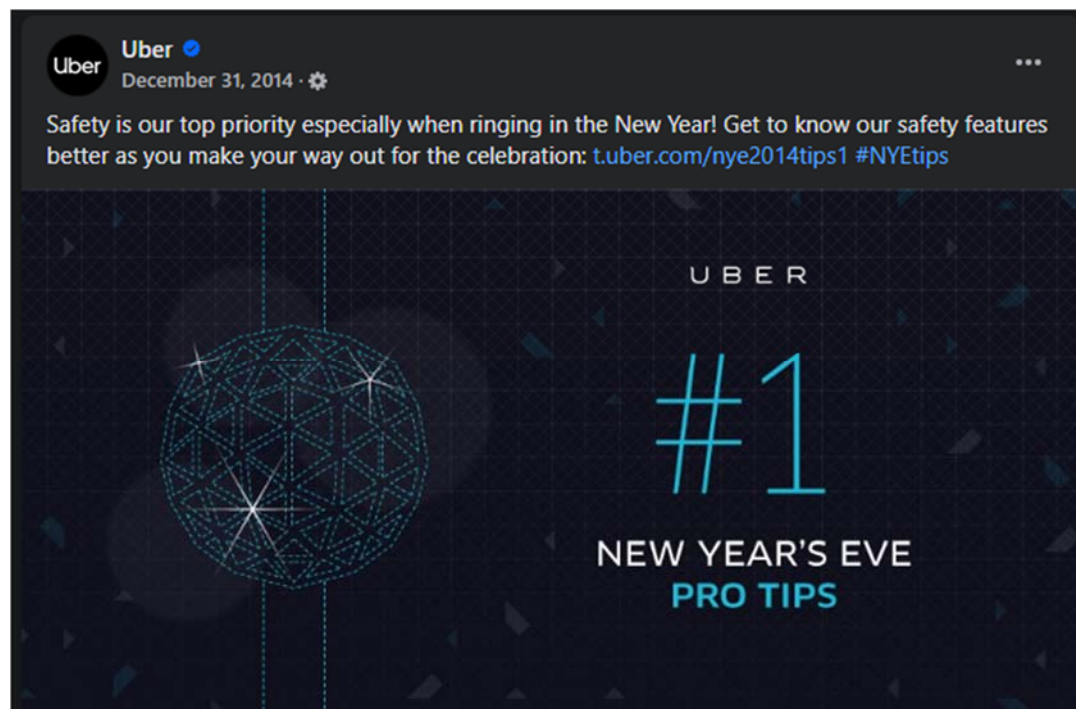 Uber
Uber
December 31, 2014 ·
Safety is our top priority especially when ringing in the New Year! Get to know our safety features
better as you make your way out for the celebration: t.uber.com/nye2014tips1 #NYEtips
UBER
#1
NEW YEAR'S EVE
PRO TIPS